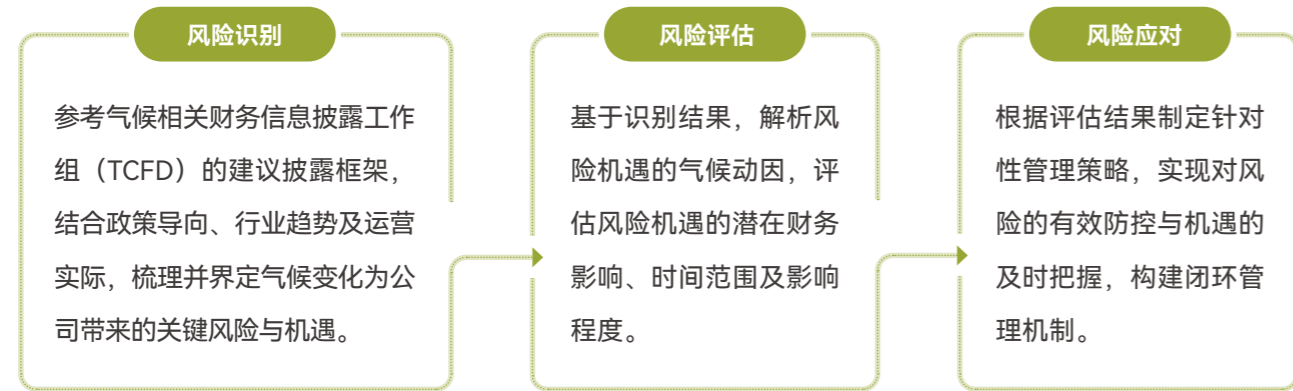 风险识别
参考气候相关财务信息披露工作
组（TCFD）的建议披露框架，
结合政策导向、行业趋势及运营
实际，梳理并界定气候变化为公
司带来的关键风险与机遇。
风险评估
基于识别结果，解析风
险机遇的气候动因，评
估风险机遇的潜在财务
影响、时间范围及影响
程度。
风险应对
根据评估结果制定针对
性管理策略，实现对风
险的有效防控与机遇的
及时把握，构建闭环管
理机制。